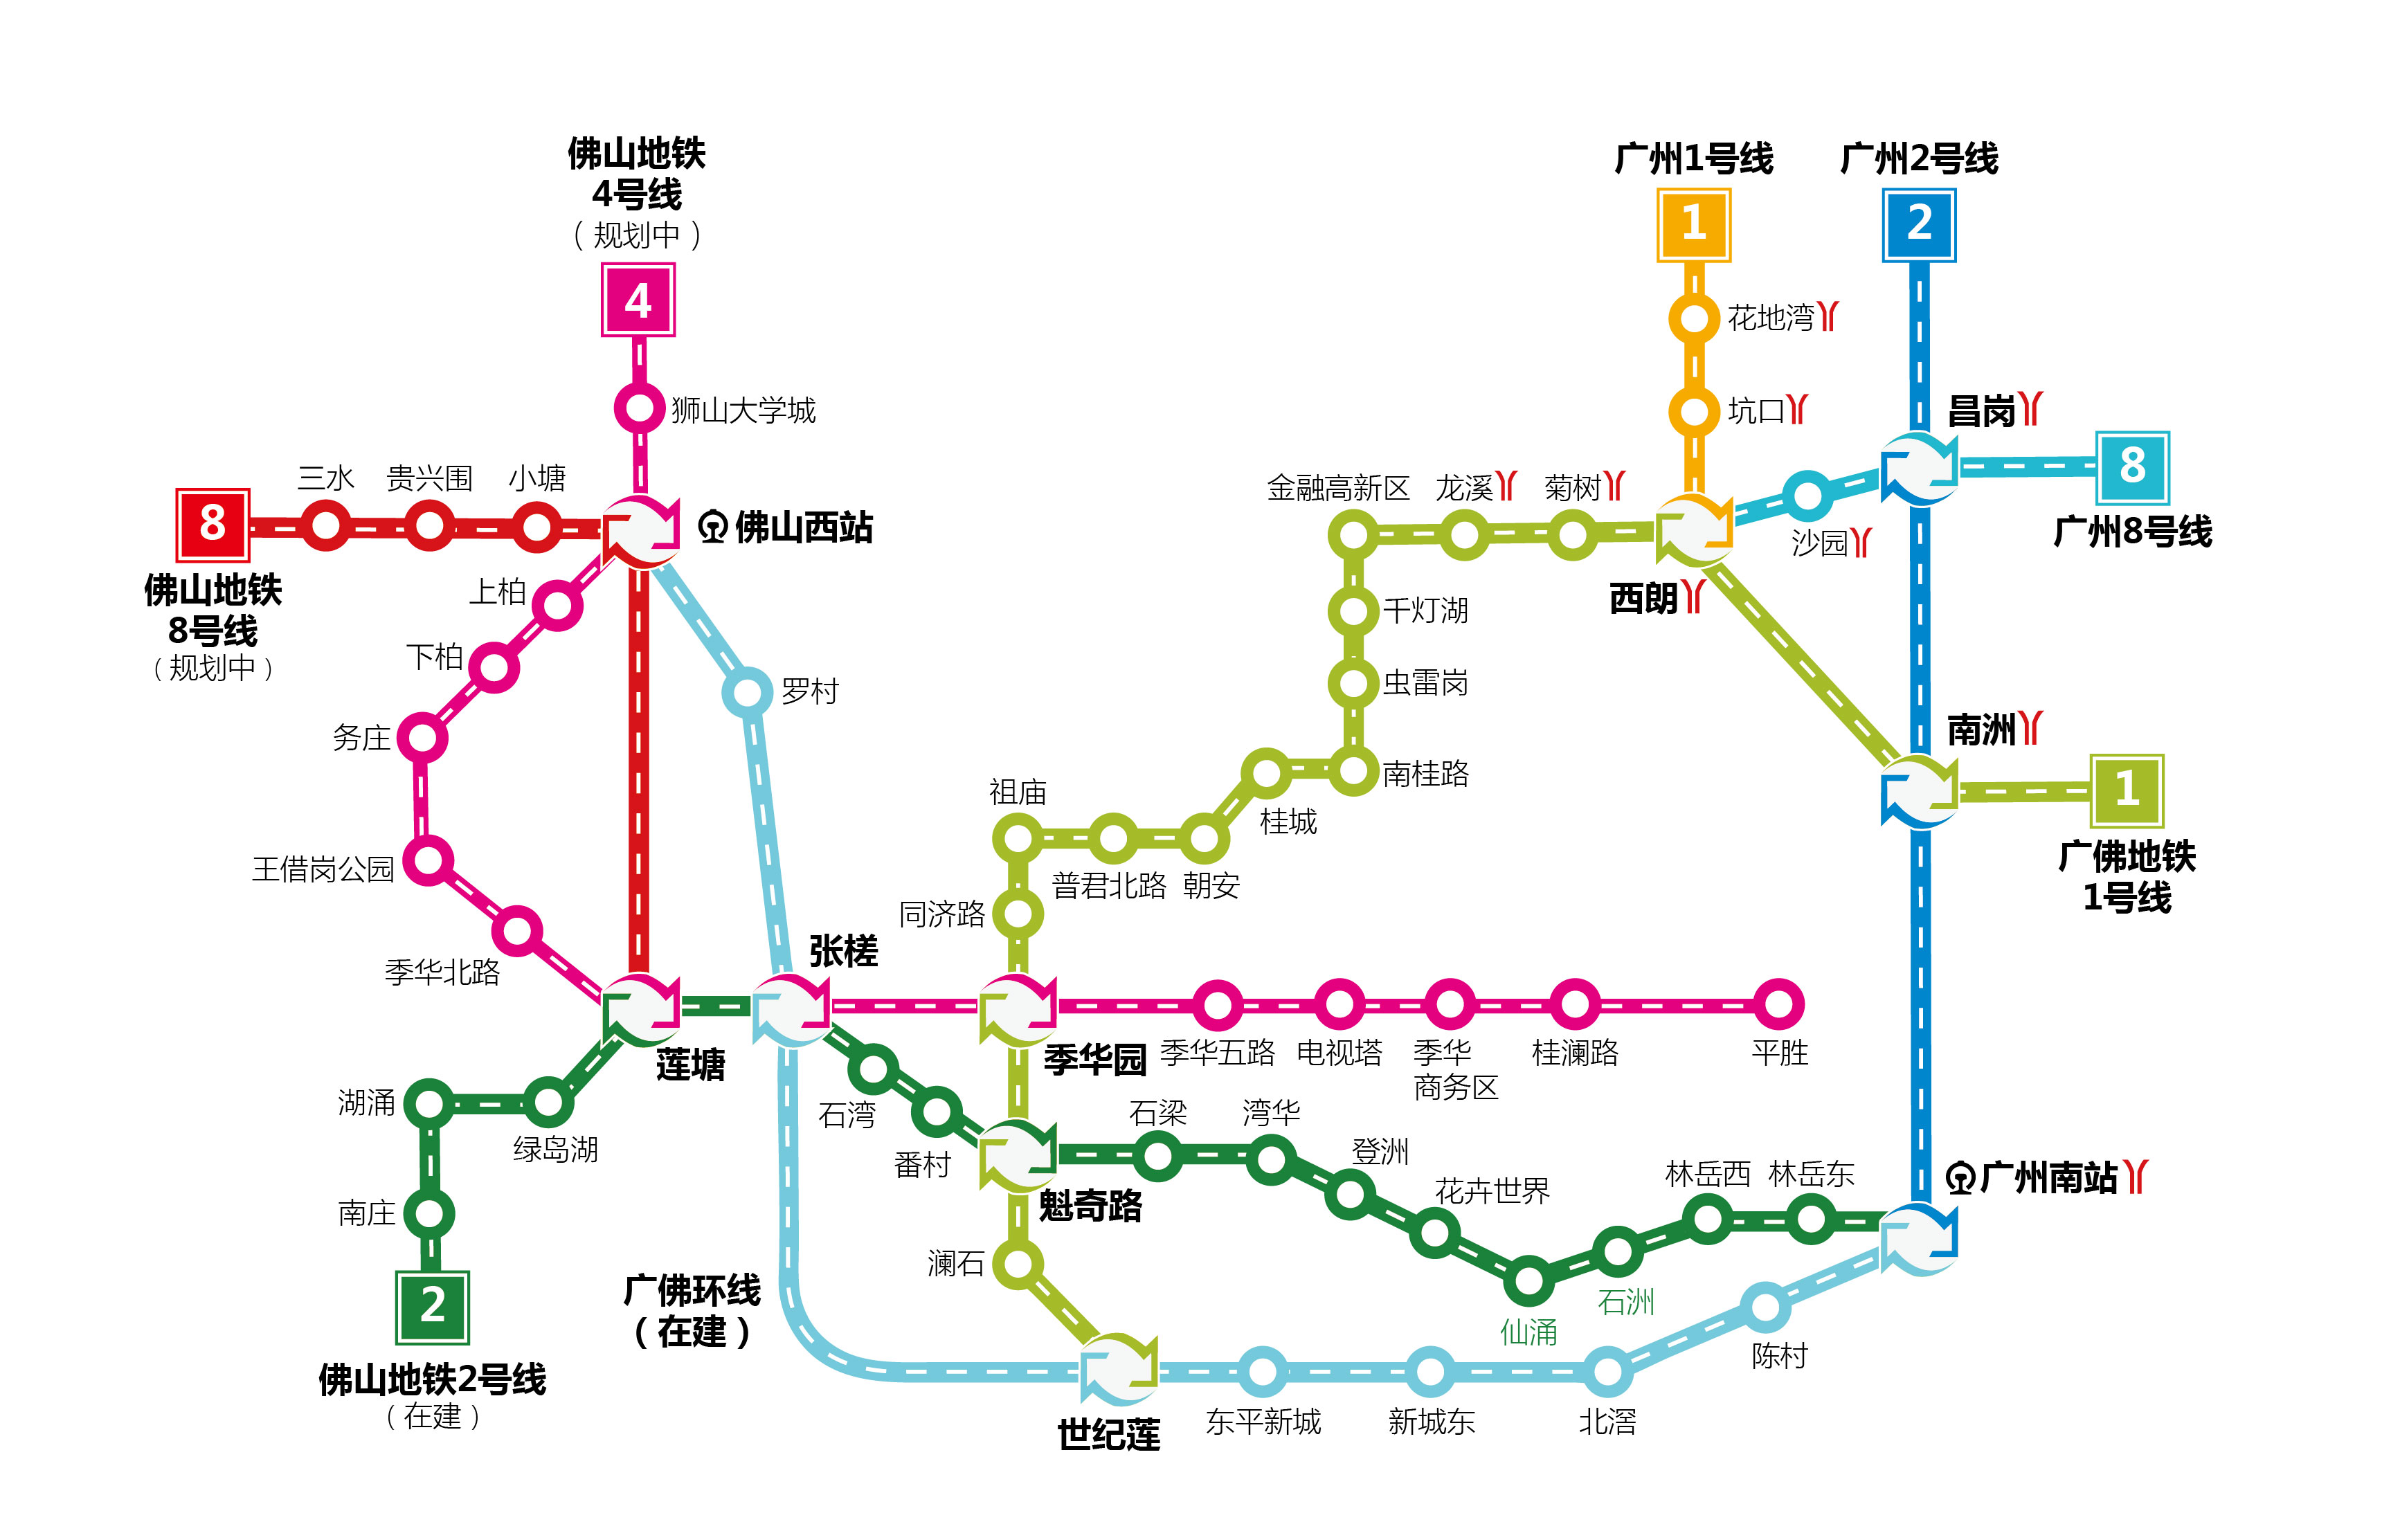 佛山地铁
4号线
（规划中）
4
广州1号线
1
广州2号线
2
花地湾
狮山大学城
坑口
昌岗
三水
贵兴围
小塘
8
佛山西站
佛山地铁
8号线
（规划中）
金融高新区
龙溪
菊树
西朗
沙园
8
广州8号线
上柏
下柏
务庄
罗村
千灯湖
虫雷岗
南桂路
南洲
1
广佛地铁
1号线
祖庙
桂城
普君北路
朝安
同济路
王借岗公园
季华北路
张槎
莲塘
季华园
季华五路
电视塔
季华
商务区
桂澜路
平胜
湖涌
绿岛湖
石湾
番村
石梁
湾华
登洲
花卉世界
林岳西
林岳东
广州南站
南庄
魁奇路
澜石
2
佛山地铁2号线
（在建）
广佛环线
（在建）
仙涌
石洲
陈村
世纪莲
东平新城
新城东
北滘